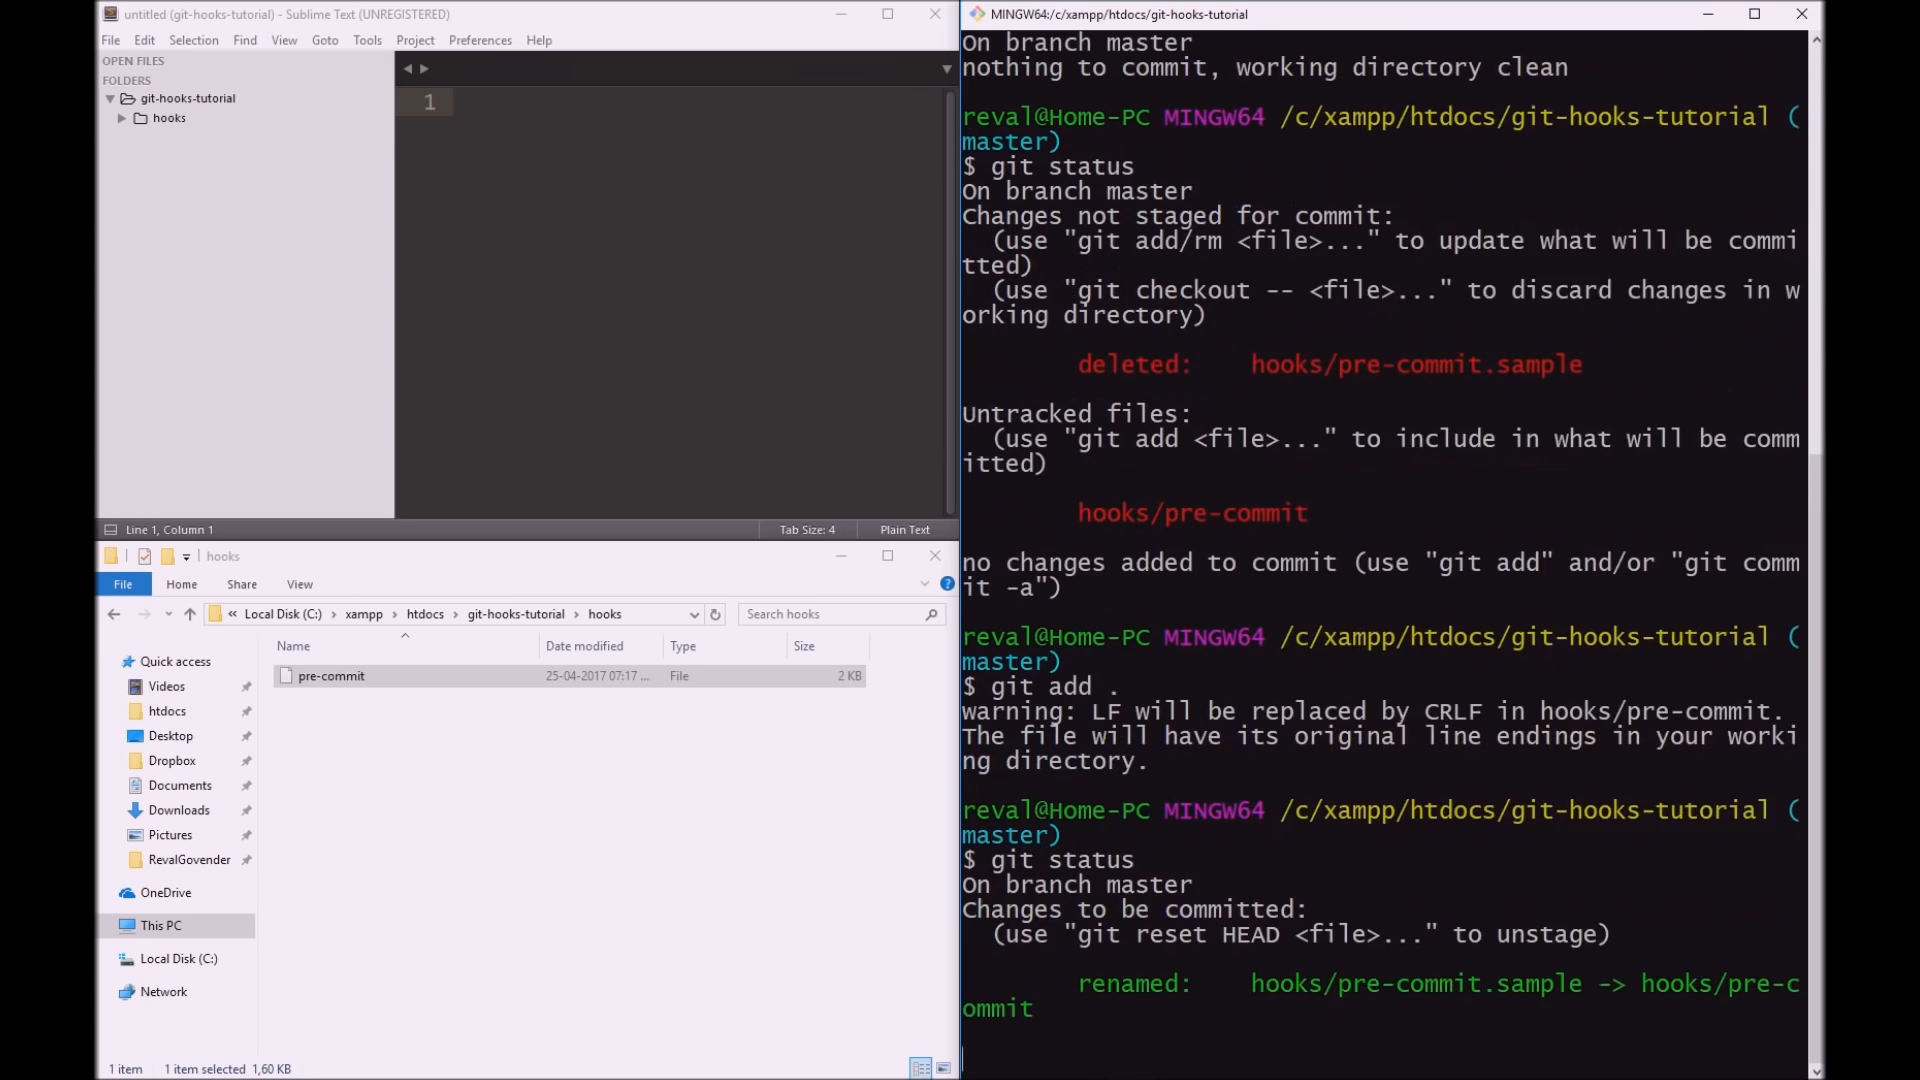 untitled (git-hooks-tutorial) - Sublime Text (UNREGISTERED)
File Edit Selection Find View Goto Tools Project Preferences Help
OPEN FILES
FOLDERS
git-hooks-tutorial
hooks
1
Line 1, Column 1
Tab Size: 4
Plain Text
hooks
File Home Share View
« Local Disk (C:) › xampp › htdocs › git-hooks-tutorial › hooks
Search hooks
Name Date modified Type Size
pre-commit 25-04-2017 07:17 ... File 2 KB
Quick access
Videos
htdocs
Desktop
Dropbox
Documents
Downloads
Pictures
RevalGovender
OneDrive
This PC
Local Disk (C:)
Network
1 item 1 item selected 1,60 KB
MINGW64:/c/xampp/htdocs/git-hooks-tutorial
On branch master
nothing to commit, working directory clean
reval@Home-PC MINGW64 /c/xampp/htdocs/git-hooks-tutorial (
master)
$ git status
On branch master
Changes not staged for commit:
(use "git add/rm <file>..." to update what will be commi
tted)
(use "git checkout -- <file>..." to discard changes in w
orking directory)
deleted: hooks/pre-commit.sample
Untracked files:
(use "git add <file>..." to include in what will be comm
itted)
hooks/pre-commit
no changes added to commit (use "git add" and/or "git comm
it -a")
reval@Home-PC MINGW64 /c/xampp/htdocs/git-hooks-tutorial (
master)
$ git add .
warning: LF will be replaced by CRLF in hooks/pre-commit.
The file will have its original line endings in your worki
ng directory.
reval@Home-PC MINGW64 /c/xampp/htdocs/git-hooks-tutorial (
master)
$ git status
On branch master
Changes to be committed:
(use "git reset HEAD <file>..." to unstage)
renamed: hooks/pre-commit.sample -> hooks/pre-c
ommit